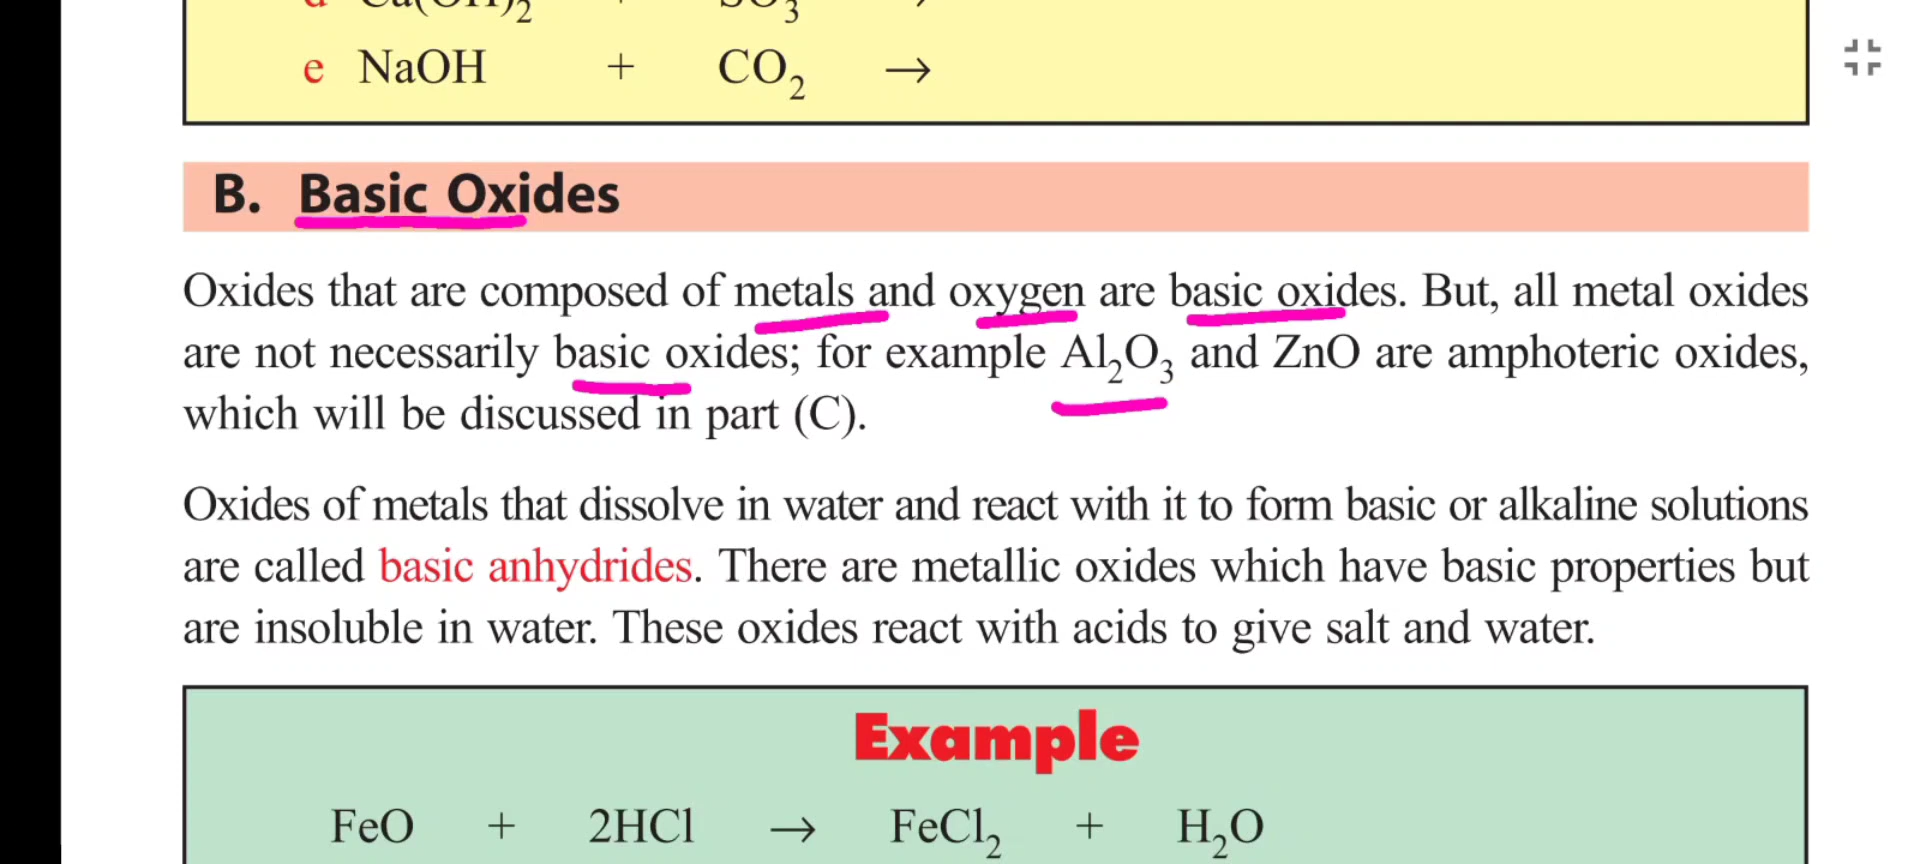 d Ca(OH)₂ + SO₃ →
e NaOH + CO₂ →
B. Basic Oxides
Oxides that are composed of metals and oxygen are basic oxides. But, all metal oxides
are not necessarily basic oxides; for example Al₂O₃ and ZnO are amphoteric oxides,
which will be discussed in part (C).
Oxides of metals that dissolve in water and react with it to form basic or alkaline solutions
are called basic anhydrides. There are metallic oxides which have basic properties but
are insoluble in water. These oxides react with acids to give salt and water.
Example
FeO + 2HCl → FeCl₂ + H₂O